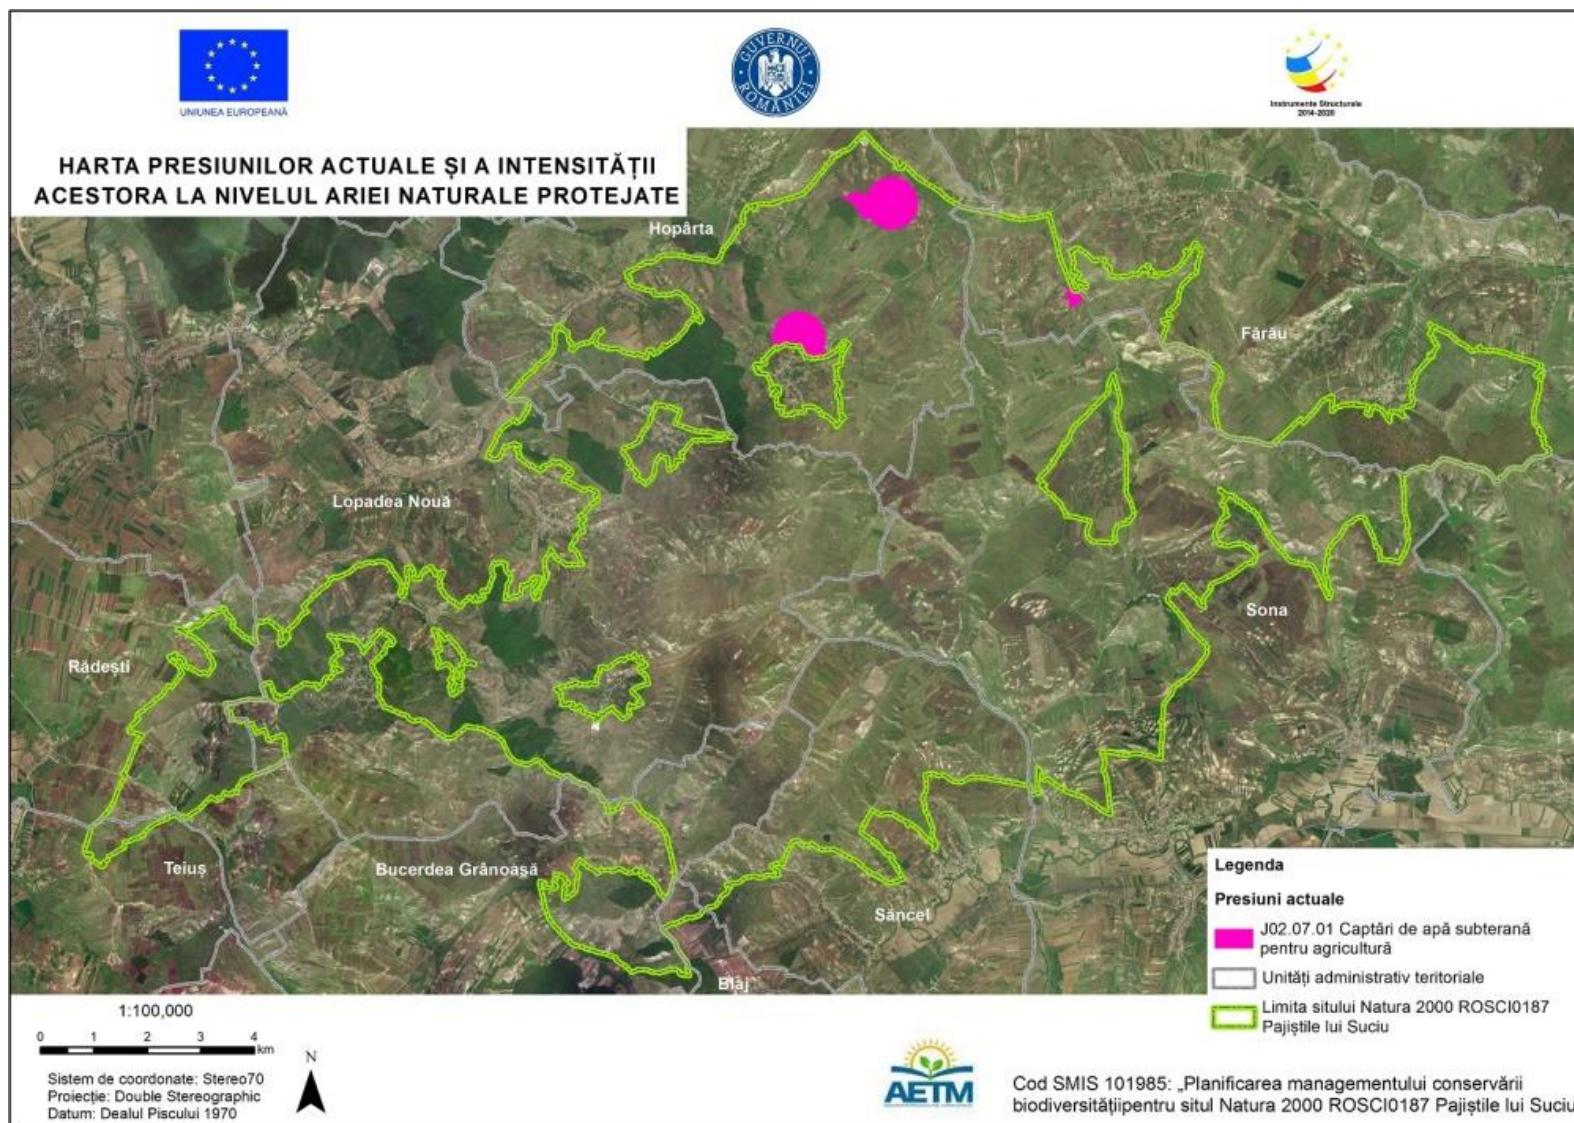 UNIUNEA EUROPEANĂ
GUVERNUL
ROMÂNIEI
Instrumente Structurale
2014-2020
HARTA PRESIUNILOR ACTUALE ȘI A INTENSITĂȚII
ACESTORA LA NIVELUL ARIEI NATURALE PROTEJATE
Hopârta
Fărău
Lopadea Nouă
Sona
Rădești
Teiuș
Bucerdea Grânoașă
Sâncel
Blaj
Legenda
Presiuni actuale
J02.07.01 Captări de apă subterană
pentru agricultură
Unități administrativ teritoriale
Limita sitului Natura 2000 ROSCI0187
Pajiștile lui Suciu
1:100,000
0 1 2 3 4
km
N
Sistem de coordonate: Stereo70
Proiecție: Double Stereographic
Datum: Dealul Piscului 1970
AETM
Cod SMIS 101985: „Planificarea managementului conservării
biodiversitățiipentru situl Natura 2000 ROSCI0187 Pajiștile lui Suciu